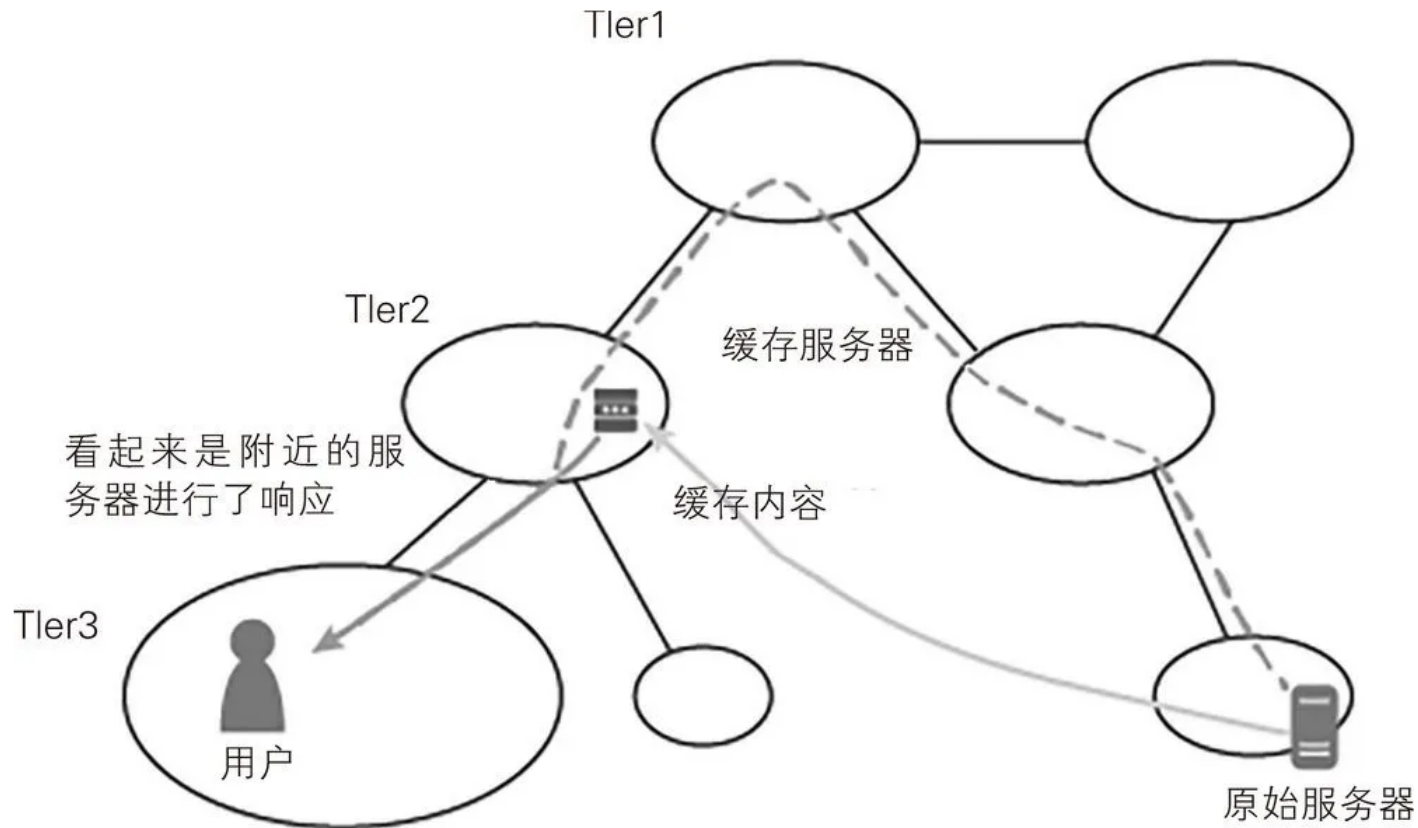 Tler1
Tler2
缓存服务器
看起来是附近的服
务器进行了响应
缓存内容
Tler3
用户
原始服务器